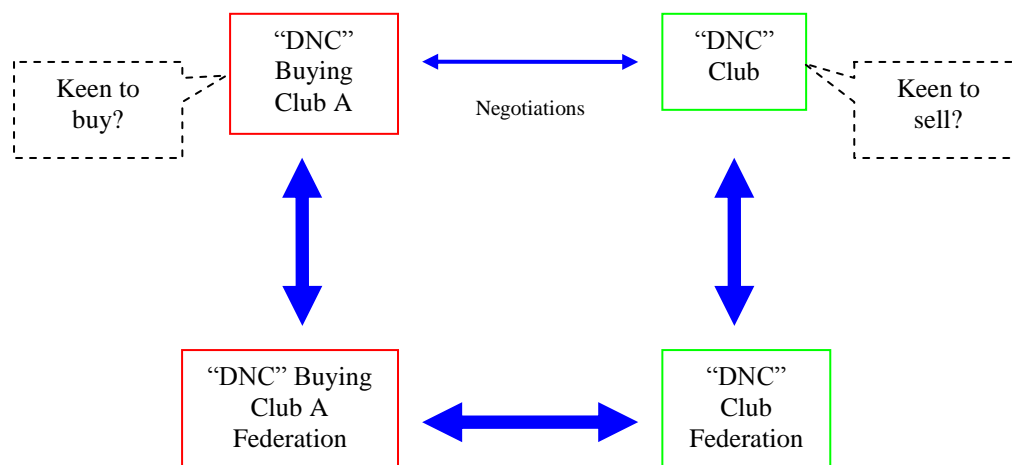 “DNC”
Buying
Club A
“DNC”
Club
Keen to
buy?
Negotiations
Keen to
sell?
“DNC” Buying
Club A
Federation
“DNC”
Club
Federation